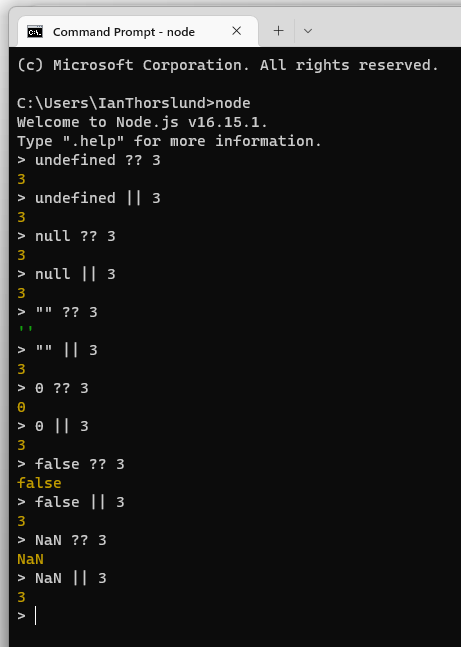 Command Prompt - node
(c) Microsoft Corporation. All rights reserved.
C:\Users\IanThorslund>node
Welcome to Node.js v16.15.1.
Type ".help" for more information.
> undefined ?? 3
3
> undefined || 3
3
> null ?? 3
3
> null || 3
3
> "" ?? 3
''
> "" || 3
3
> 0 ?? 3
0
> 0 || 3
3
> false ?? 3
false
> false || 3
3
> NaN ?? 3
NaN
> NaN || 3
3
>